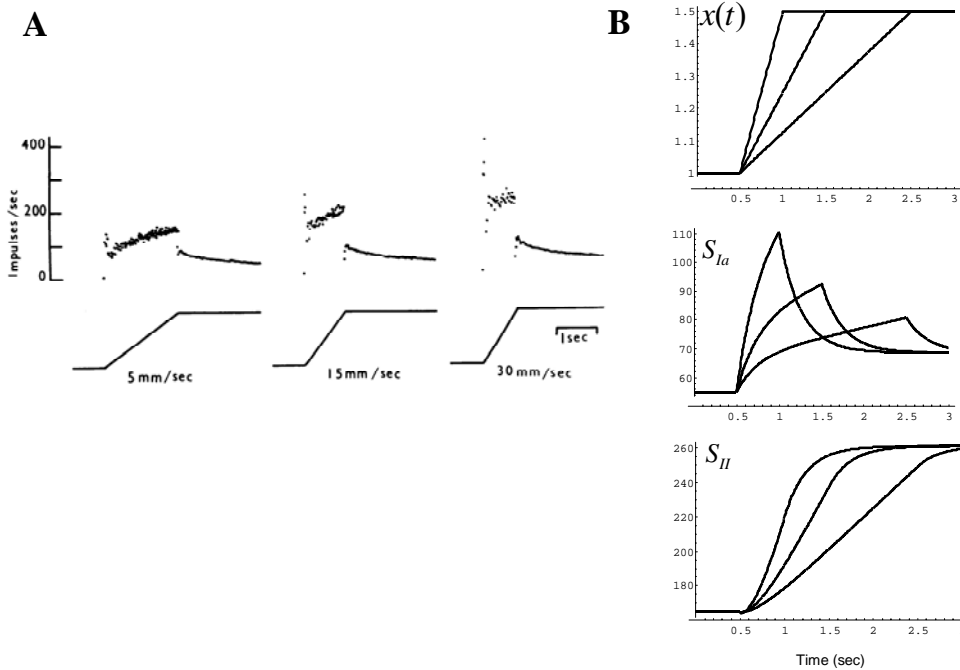 A
Impulses/sec
400
200
0
5mm/sec
15mm/sec
30mm/sec
1sec
B
x(t)
1.5
1.4
1.3
1.2
1.1
1
0.5 1 1.5 2 2.5 3
S_Ia
110
100
90
80
70
60
0.5 1 1.5 2 2.5 3
S_II
260
240
220
200
180
0.5 1 1.5 2 2.5
Time (sec)